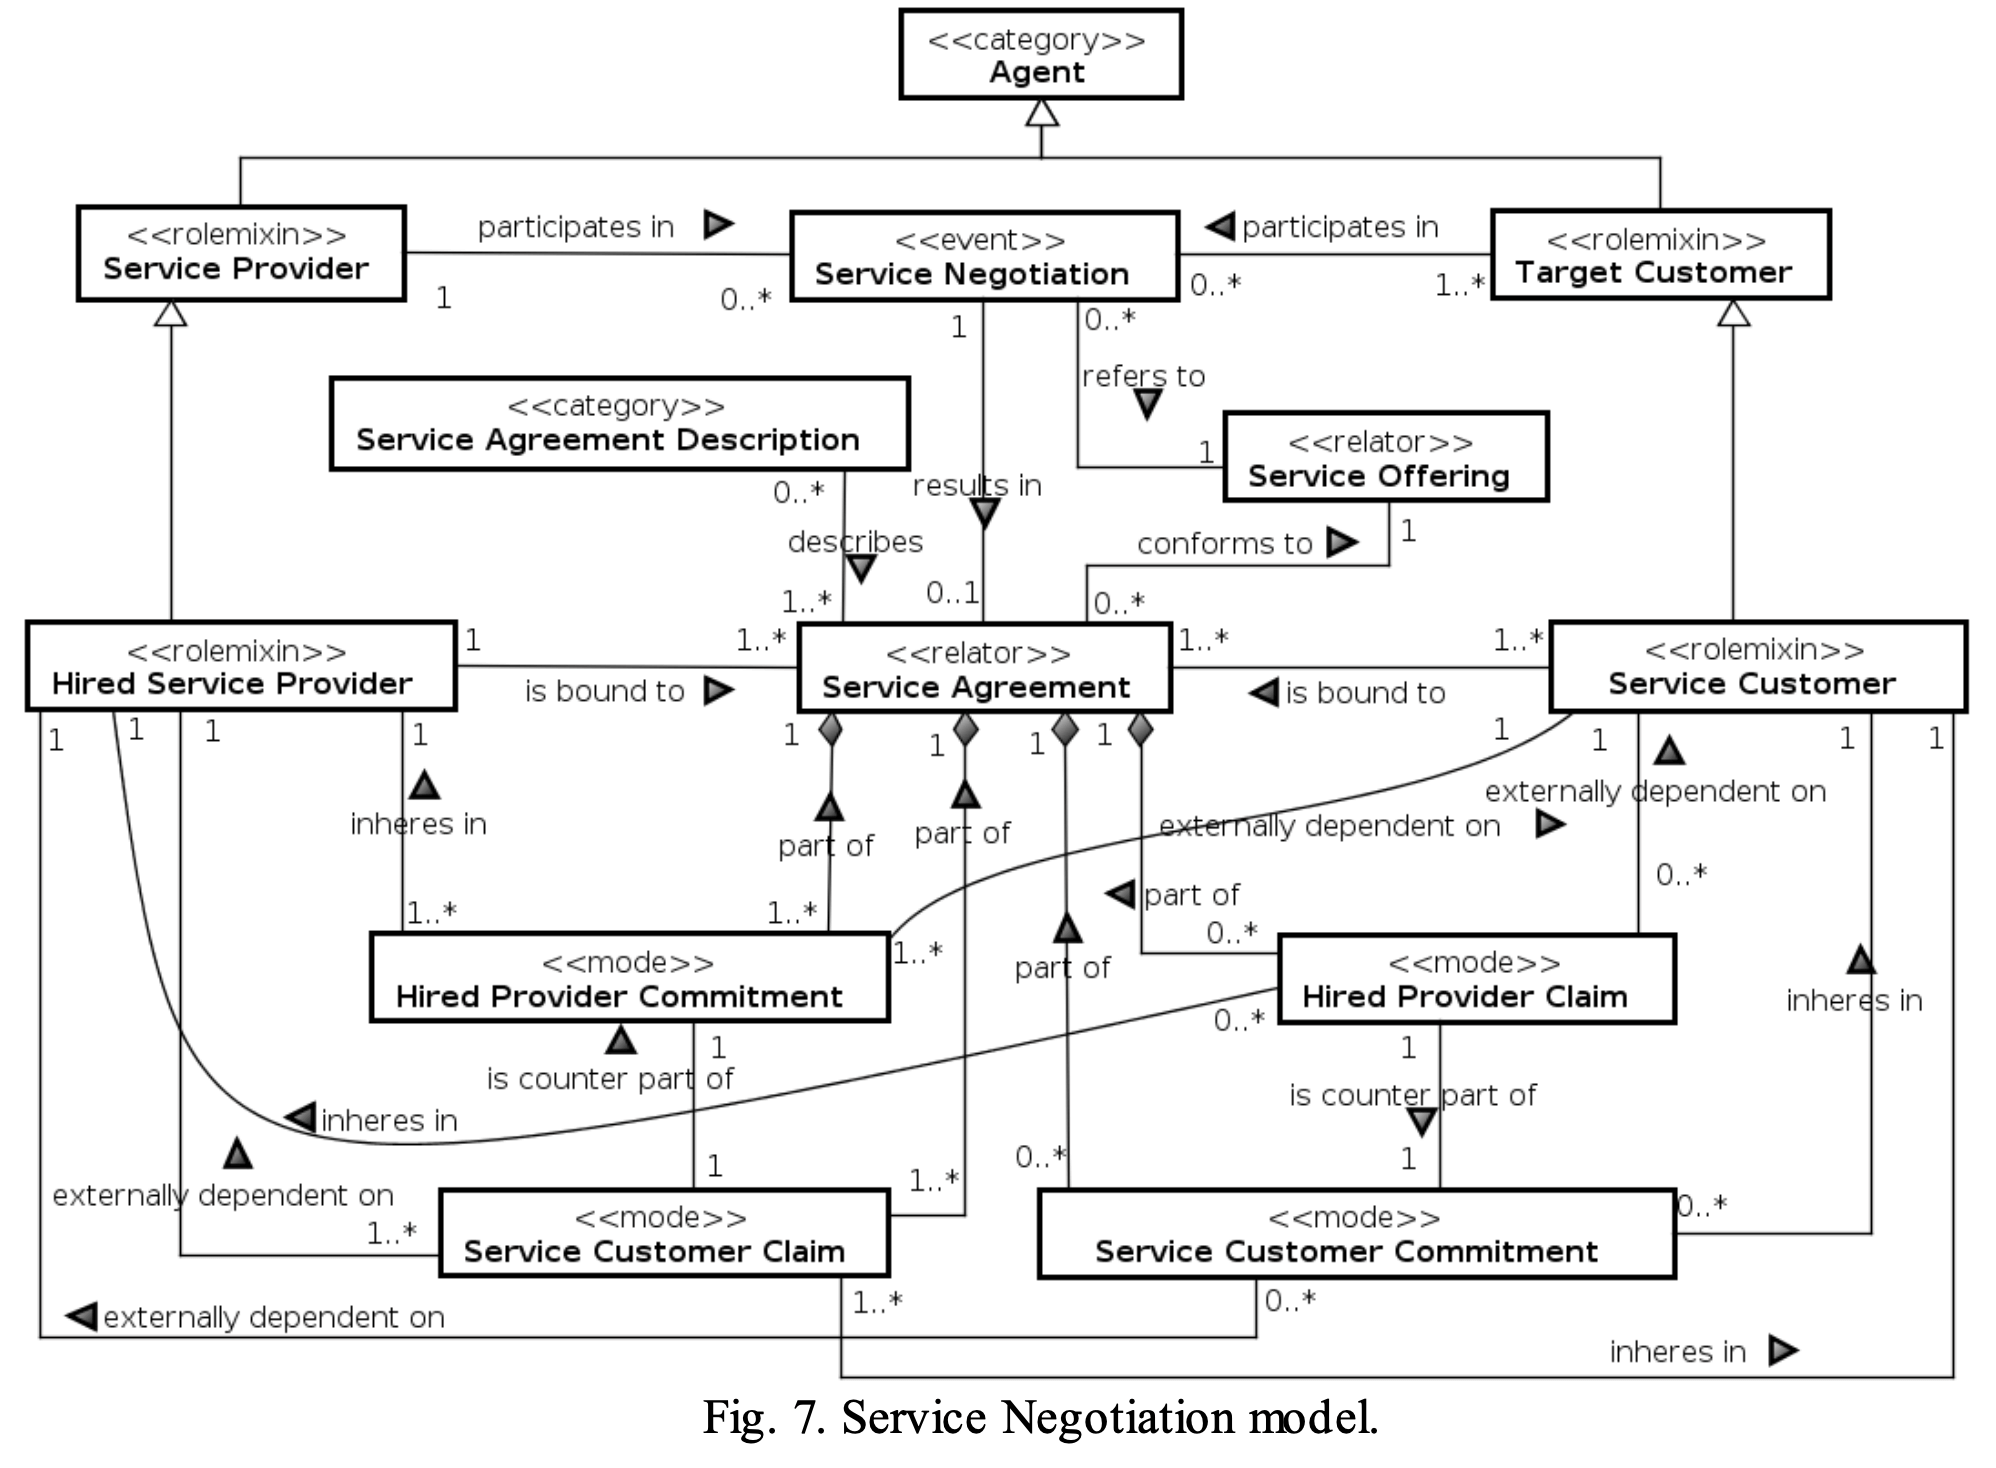 <<category>>
Agent
<<rolemixin>>
Service Provider
participates in
1
0..*
<<event>>
Service Negotiation
participates in
0..*
1..*
<<rolemixin>>
Target Customer
1
0..*
refers to
<<category>>
Service Agreement Description
0..*
describes
1..*
results in
0..1
1
<<relator>>
Service Offering
1
conforms to
0..*
<<rolemixin>>
Hired Service Provider
1
1..*
is bound to
<<relator>>
Service Agreement
1..*
1..*
is bound to
<<rolemixin>>
Service Customer
1
1
1
1
1
1
1
1
1
1
1
1
inheres in
part of
part of
externally dependent on
externally dependent on
part of
part of
1..*
1..*
1..*
0..*
0..*
<<mode>>
Hired Provider Commitment
<<mode>>
Hired Provider Claim
inheres in
0..*
1
is counter part of
1
1
is counter part of
1
inheres in
externally dependent on
1..*
<<mode>>
Service Customer Claim
1..*
0..*
<<mode>>
Service Customer Commitment
0..*
externally dependent on
1..*
0..*
inheres in
Fig. 7. Service Negotiation model.